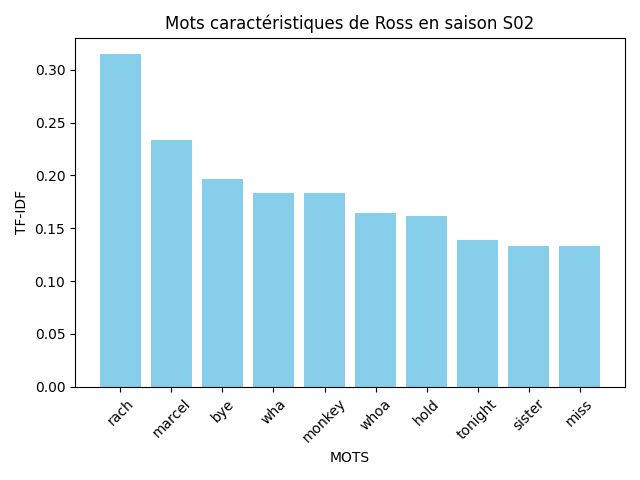 Mots caractéristiques de Ross en saison S02
0.30
0.25
0.20
0.15
0.10
0.05
0.00
TF-IDF
rach
marcel
bye
wha
monkey
whoa
hold
tonight
sister
miss
MOTS